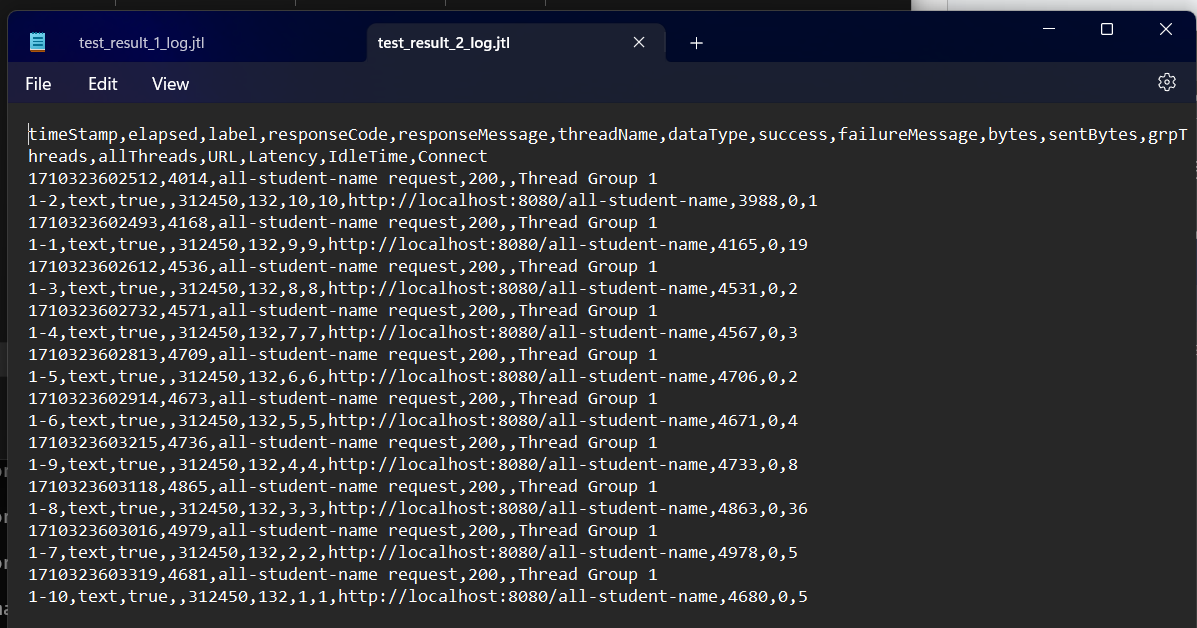 test_result_1_log.jtl
test_result_2_log.jtl
File Edit View
timeStamp,elapsed,label,responseCode,responseMessage,threadName,dataType,success,failureMessage,bytes,sentBytes,grpT
hreads,allThreads,URL,Latency,IdleTime,Connect
1710323602512,4014,all-student-name request,200,,Thread Group 1
1-2,text,true,,312450,132,10,10,http://localhost:8080/all-student-name,3988,0,1
1710323602493,4168,all-student-name request,200,,Thread Group 1
1-1,text,true,,312450,132,9,9,http://localhost:8080/all-student-name,4165,0,19
1710323602612,4536,all-student-name request,200,,Thread Group 1
1-3,text,true,,312450,132,8,8,http://localhost:8080/all-student-name,4531,0,2
1710323602732,4571,all-student-name request,200,,Thread Group 1
1-4,text,true,,312450,132,7,7,http://localhost:8080/all-student-name,4567,0,3
1710323602813,4709,all-student-name request,200,,Thread Group 1
1-5,text,true,,312450,132,6,6,http://localhost:8080/all-student-name,4706,0,2
1710323602914,4673,all-student-name request,200,,Thread Group 1
1-6,text,true,,312450,132,5,5,http://localhost:8080/all-student-name,4671,0,4
1710323603215,4736,all-student-name request,200,,Thread Group 1
1-9,text,true,,312450,132,4,4,http://localhost:8080/all-student-name,4733,0,8
1710323603118,4865,all-student-name request,200,,Thread Group 1
1-8,text,true,,312450,132,3,3,http://localhost:8080/all-student-name,4863,0,36
1710323603016,4979,all-student-name request,200,,Thread Group 1
1-7,text,true,,312450,132,2,2,http://localhost:8080/all-student-name,4978,0,5
1710323603319,4681,all-student-name request,200,,Thread Group 1
1-10,text,true,,312450,132,1,1,http://localhost:8080/all-student-name,4680,0,5